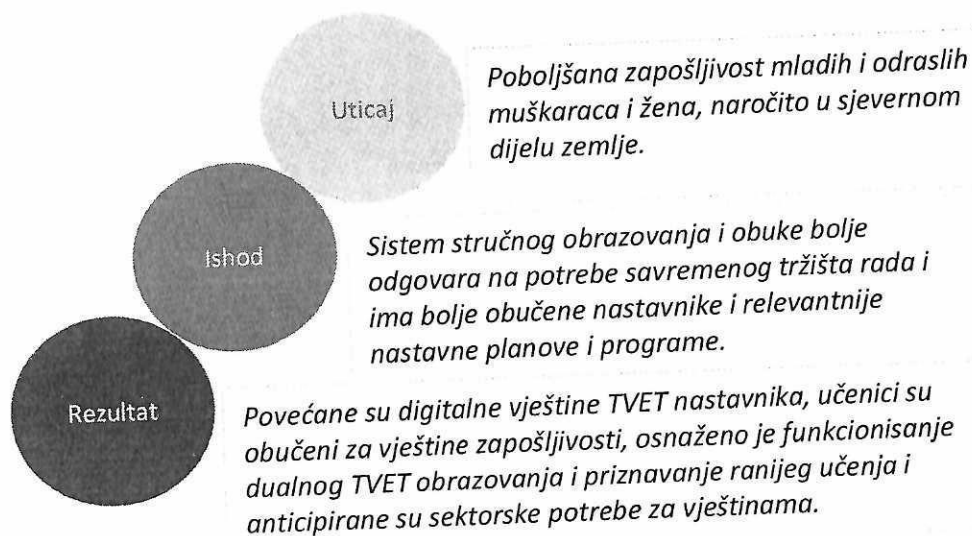 Uticaj
Poboljšana zapošljivost mladih i odraslih
muškaraca i žena, naročito u sjevernom
dijelu zemlje.
Ishod
Sistem stručnog obrazovanja i obuke bolje
odgovara na potrebe savremenog tržišta rada i
ima bolje obučene nastavnike i relevantnije
nastavne planove i programe.
Rezultat
Povećane su digitalne vještine TVET nastavnika, učenici su
obučeni za vještine zapošljivosti, osnaženo je funkcionisanje
dualnog TVET obrazovanja i priznavanje ranijeg učenja i
anticipirane su sektorske potrebe za vještinama.